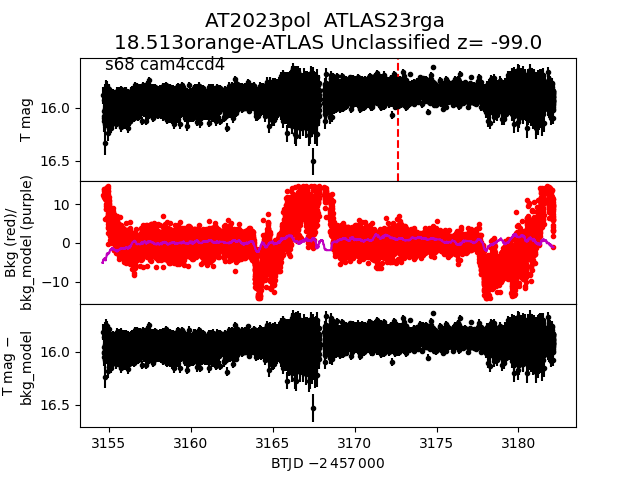 AT2023pol  ATLAS23rga
18.513orange-ATLAS Unclassified z= -99.0
s68 cam4ccd4
T mag
16.0
16.5
Bkg (red)/
bkg_model (purple)
10
0
−10
T mag −
bkg_model
16.0
16.5
3155 3160 3165 3170 3175 3180
BTJD −2 457 000